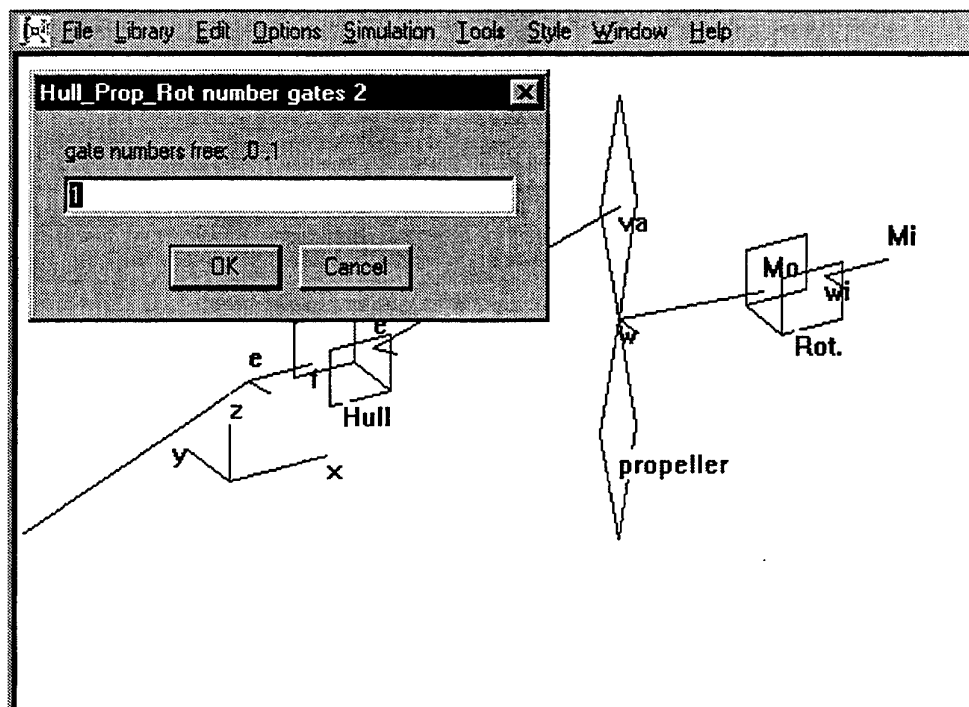 File Library Edit Options Simulation Tools Style Window Help
Hull_Prop_Rot number gates 2
gate numbers free: ,0 ,1
1
OK Cancel
va
Mi
Mo
wi
w
Rot.
e
e
f
Hull
z
y
x
propeller